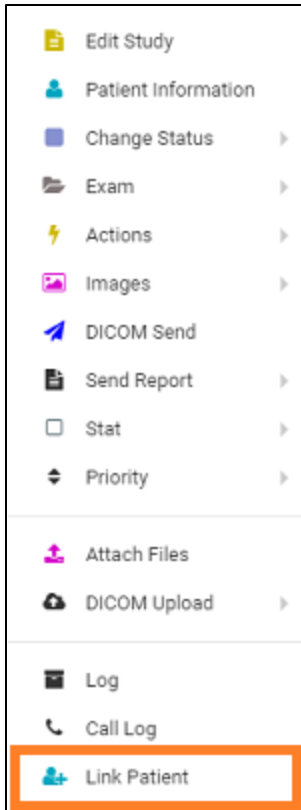 Edit Study
Patient Information
Change Status
Exam
Actions
Images
DICOM Send
Send Report
Stat
Priority
Attach Files
DICOM Upload
Log
Call Log
Link Patient